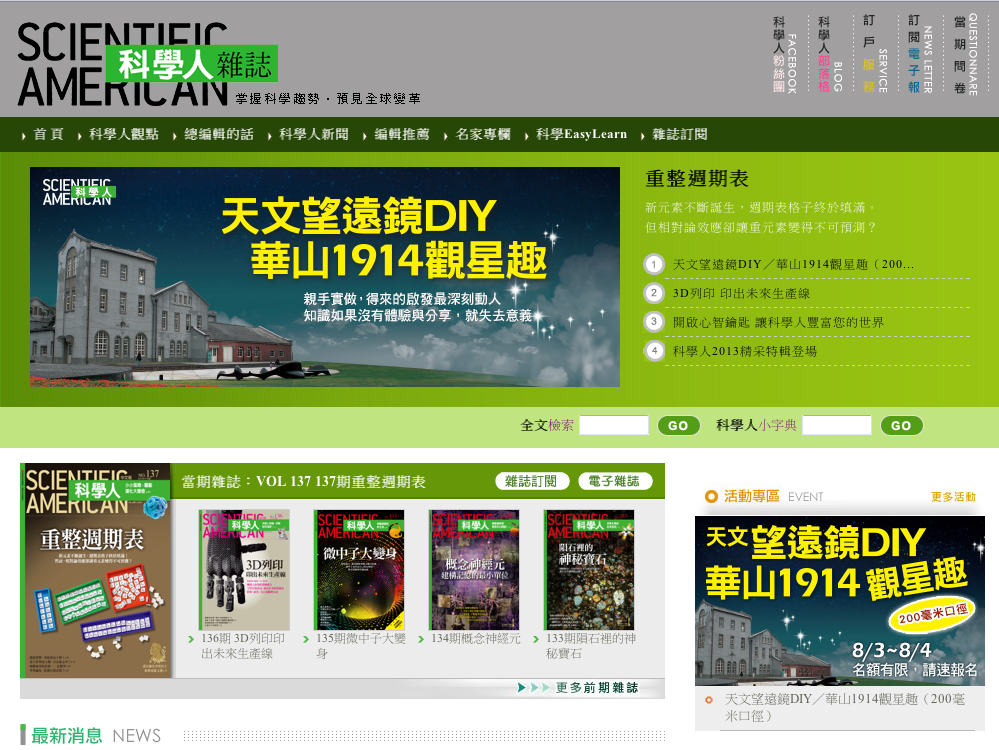 SCIENTIFIC
AMERICAN
科學人雜誌
掌握科學趨勢・預見全球變革
科學人粉絲團 FACEBOOK
科學人部落格 BLOG
訂戶服務 SERVICE
訂閱電子報 NEWS LETTER
當期問卷 QUESTIONNARE
首 頁 科學人觀點 總編輯的話 科學人新聞 編輯推薦 名家專欄 科學EasyLearn 雜誌訂閱
SCIENTIFIC
AMERICAN
科學人
天文望遠鏡DIY
華山1914觀星趣
親手實做,得來的啟發最深刻動人
知識如果沒有體驗與分享，就失去意義
重整週期表
新元素不斷誕生，週期表格子終於填滿。
但相對論效應卻讓重元素變得不可預測？
1 天文望遠鏡DIY／華山1914觀星趣（200...
2 3D列印 印出未來生產線
3 開啟心智鑰匙 讓科學人豐富您的世界
4 科學人2013精采特輯登場
全文檢索 GO 科學人小字典 GO
SCIENTIFIC
AMERICAN
科學人
NO 137
重整週期表
當期雜誌：VOL 137 137期重整週期表 雜誌訂閱 電子雜誌
科學人
3D列印
印出未來生產線
科學人
微中子大變身
科學人
概念神經元
建構記憶的最小單位
科學人
隕石裡的
神秘寶石
136期 3D列印印
出未來生產線
135期微中子大變
身
134期概念神經元
133期隕石裡的神
秘寶石
更多前期雜誌
活動專區 EVENT 更多活動
天文望遠鏡DIY
華山1914觀星趣
200毫米口徑
8/3~8/4
名額有限，請速報名
天文望遠鏡DIY／華山1914觀星趣（200毫
米口徑）
最新消息 NEWS